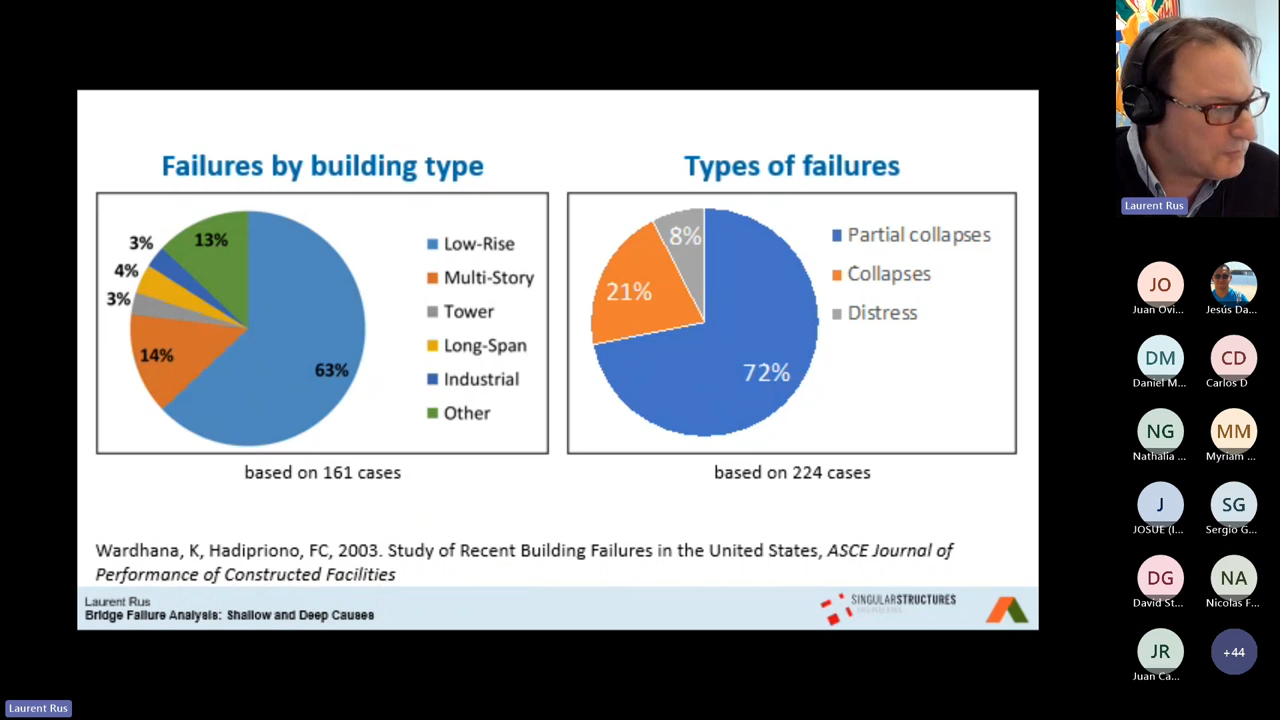 Failures by building type
3%
13%
4%
3%
14%
63%
Low-Rise
Multi-Story
Tower
Long-Span
Industrial
Other
based on 161 cases
Types of failures
8%
21%
72%
Partial collapses
Collapses
Distress
based on 224 cases
Wardhana, K, Hadipriono, FC, 2003. Study of Recent Building Failures in the United States, ASCE Journal of
Performance of Constructed Facilities
Laurent Rus
Bridge Failure Analysis: Shallow and Deep Causes
SINGULARSTRUCTURES
Laurent Rus
JO
Juan Ovi...
Jesús Da...
DM
Daniel M...
CD
Carlos D
NG
Nathalia ...
MM
Myriam ...
J
JOSUE (I...
SG
Sergio G...
DG
David St...
NA
Nicolas F...
JR
Juan Ca...
+44
Laurent Rus